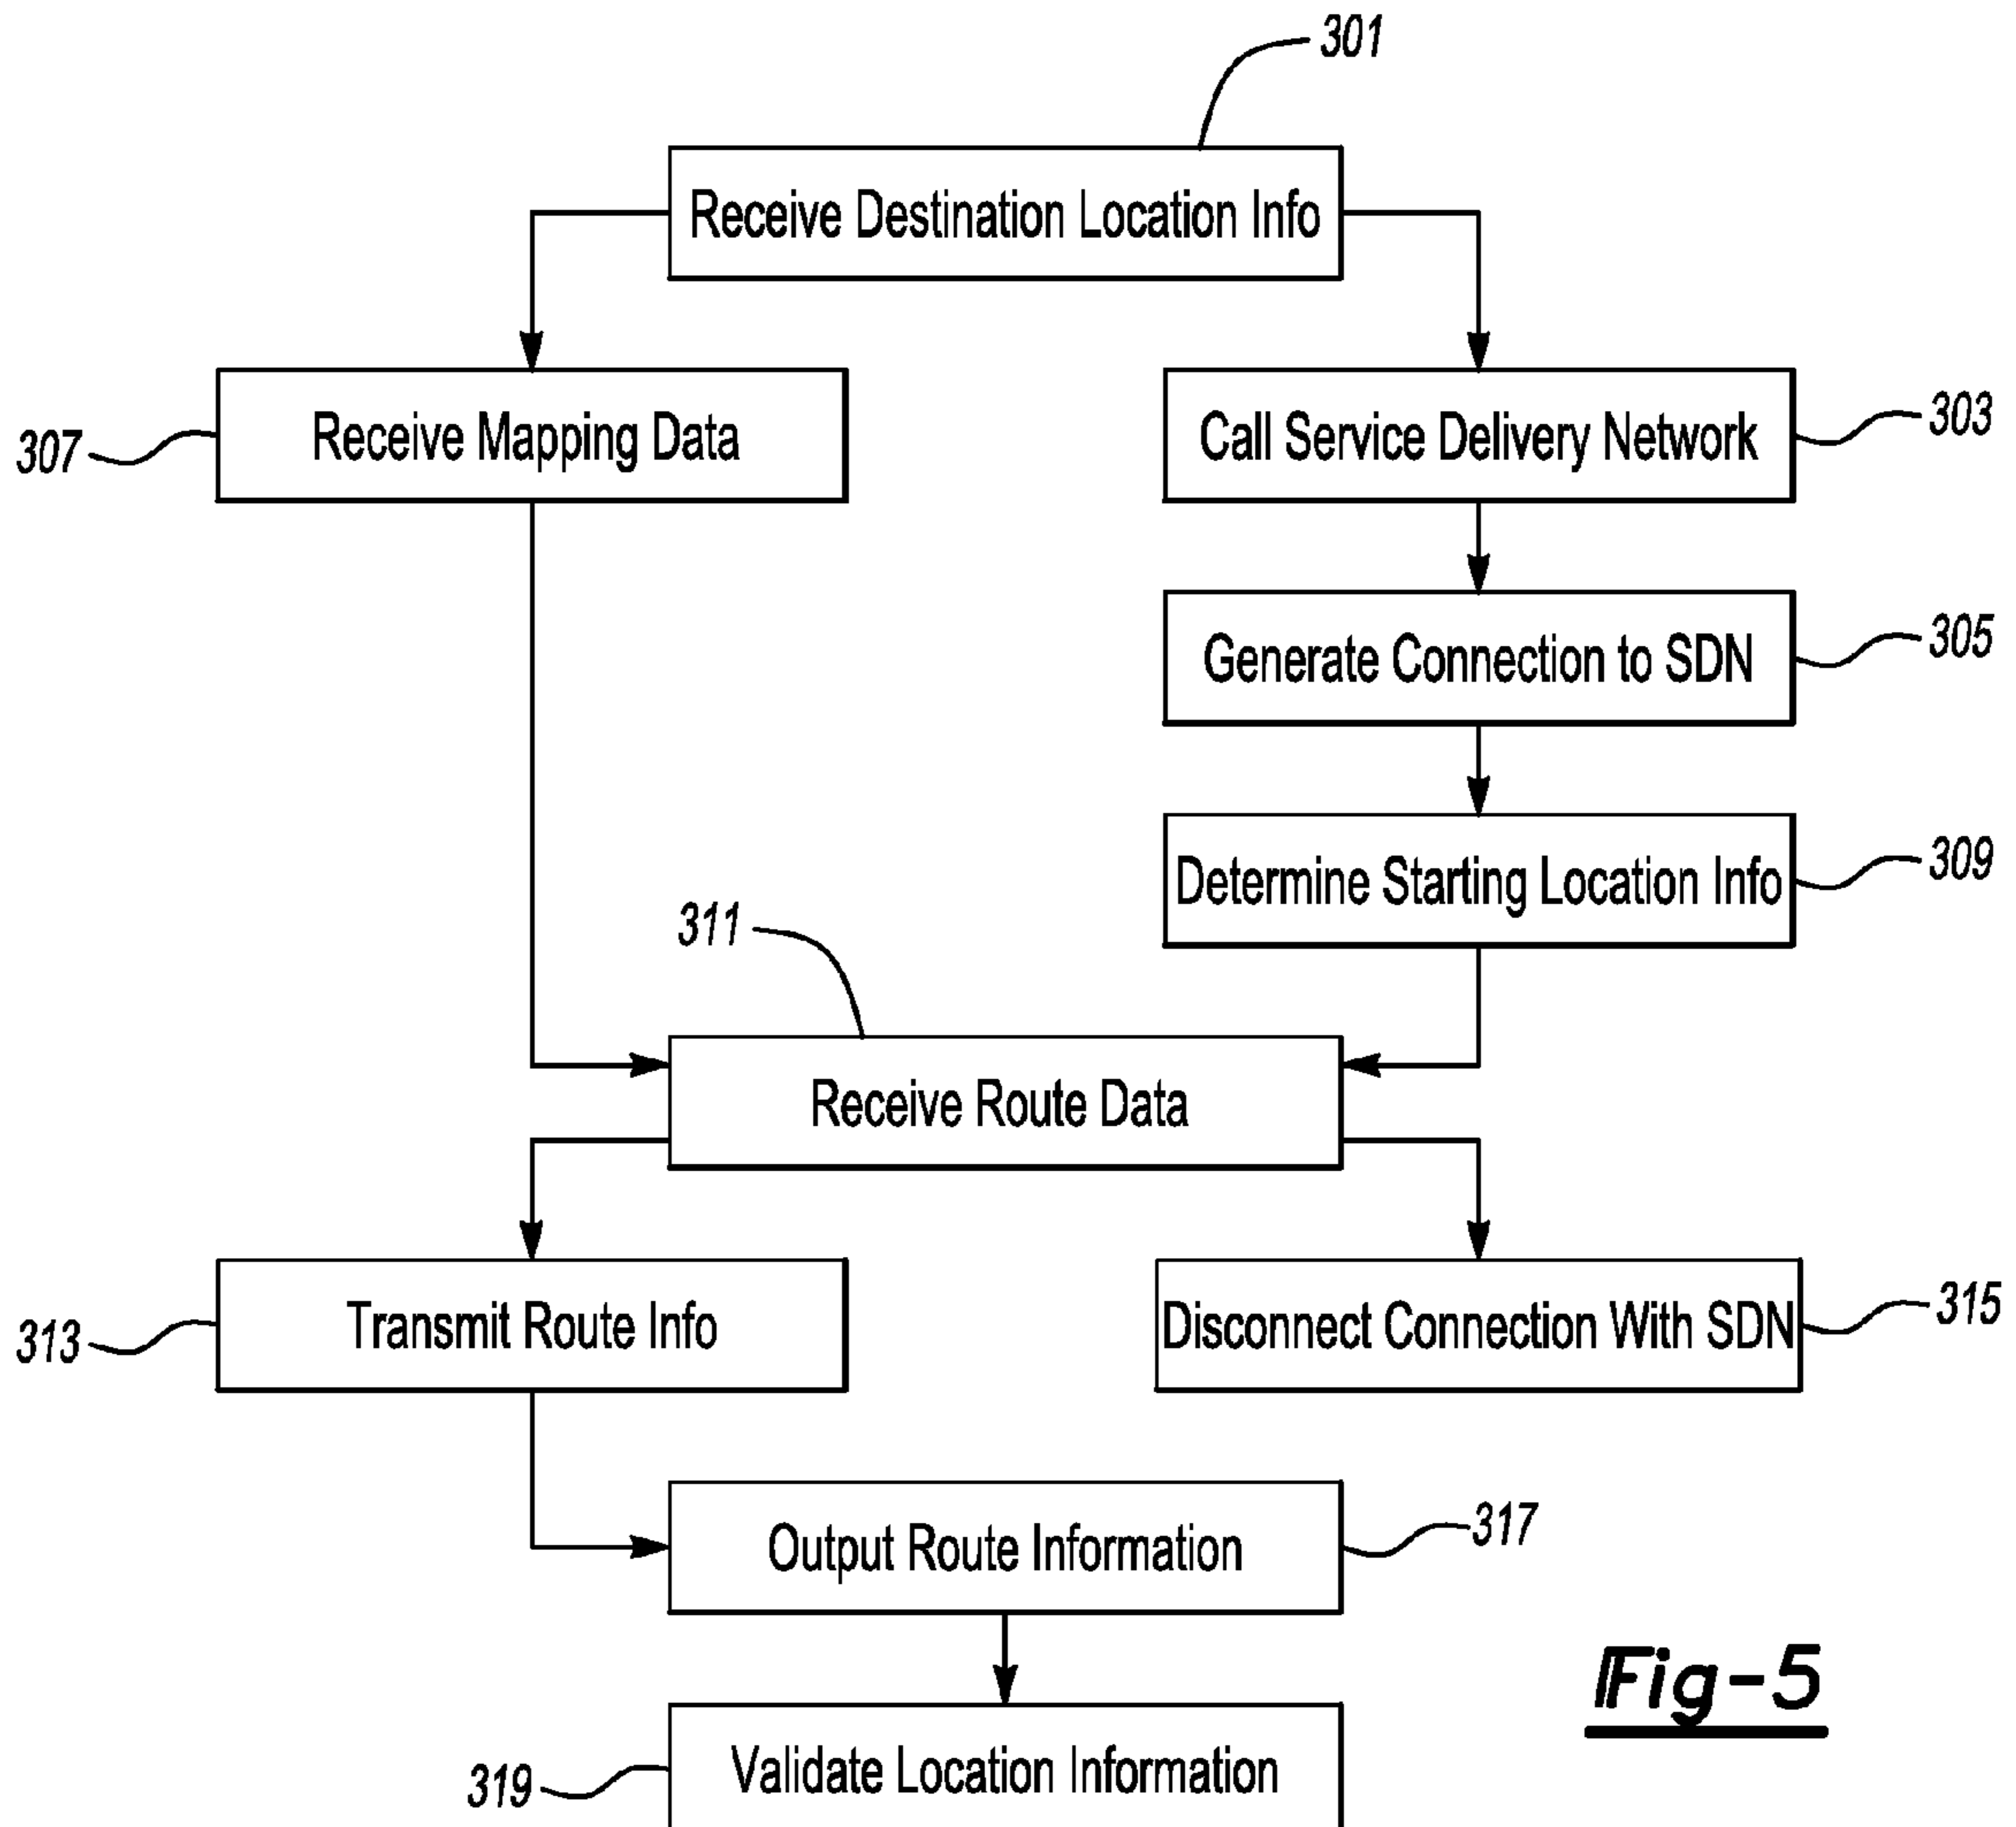 301
Receive Destination Location Info
307
Receive Mapping Data
Call Service Delivery Network
303
Generate Connection to SDN
305
Determine Starting Location Info
309
311
Receive Route Data
313
Transmit Route Info
Disconnect Connection With SDN
315
Output Route Information
317
Fig-5
319
Validate Location Information